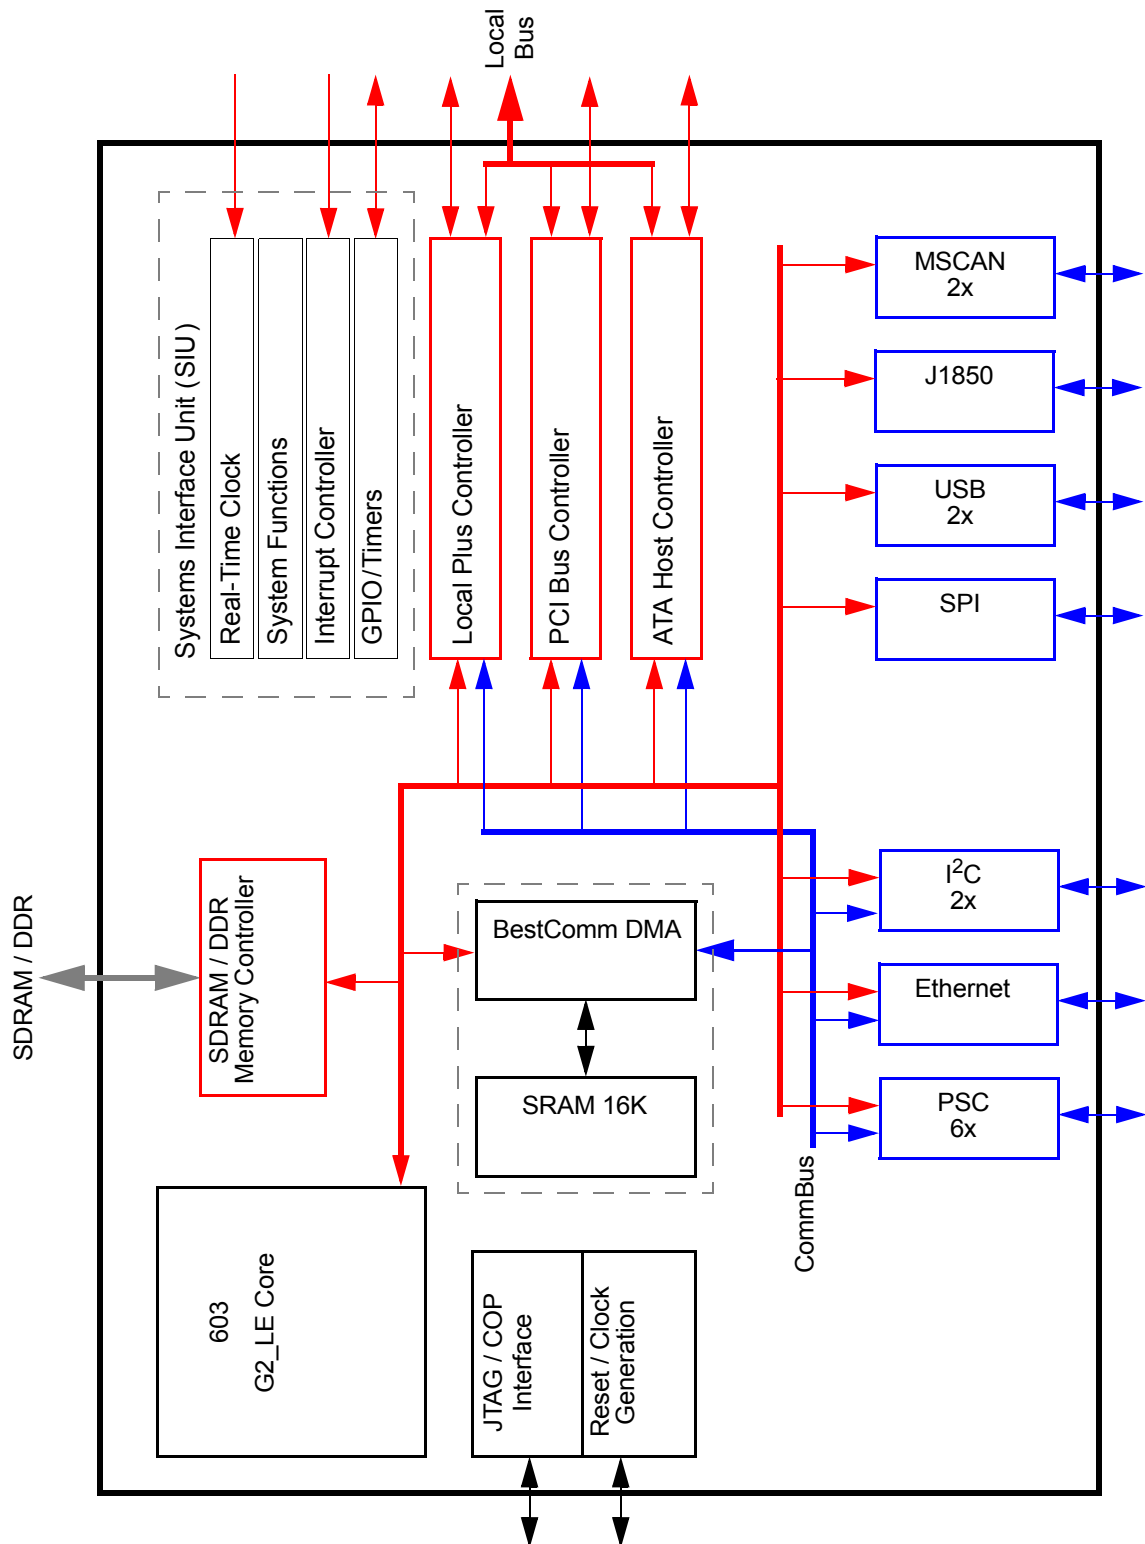 Local
Bus
Systems Interface Unit (SIU)
Real-Time Clock
System Functions
Interrupt Controller
GPIO/Timers
Local Plus Controller
PCI Bus Controller
ATA Host Controller
MSCAN
2x
J1850
USB
2x
SPI
SDRAM / DDR
SDRAM / DDR
Memory Controller
BestComm DMA
SRAM 16K
I²C
2x
Ethernet
PSC
6x
CommBus
603
G2_LE Core
JTAG / COP
Interface
Reset / Clock
Generation